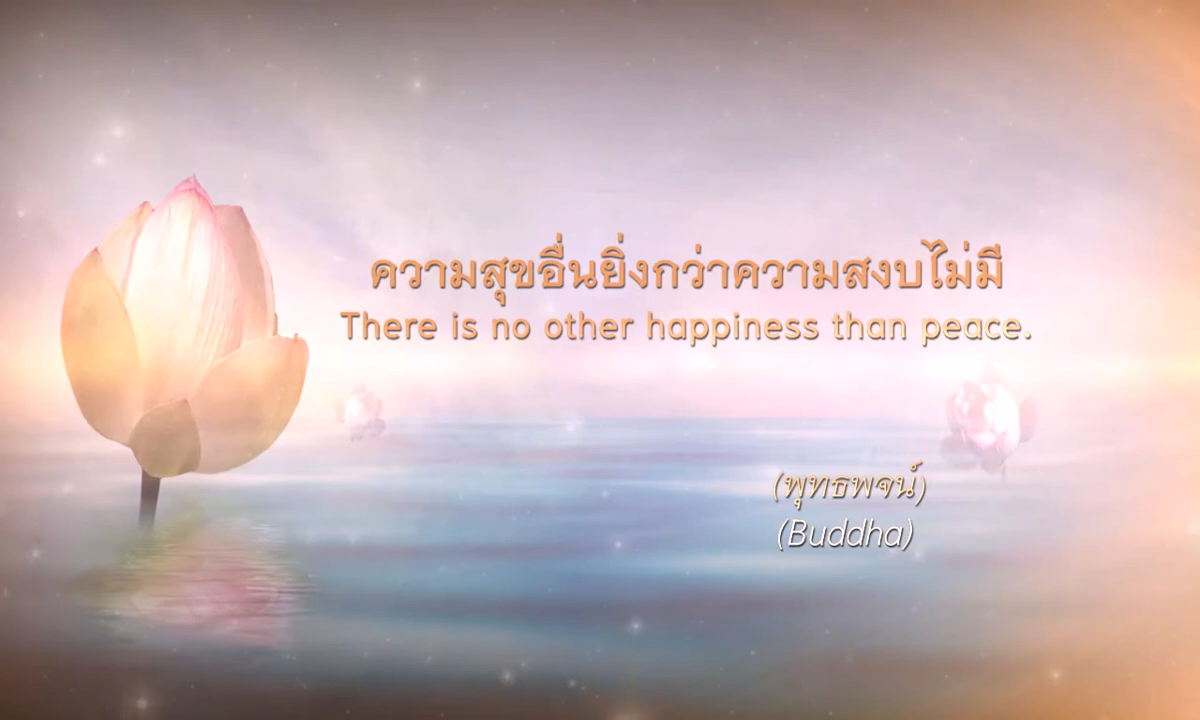 ความสุขอื่นยิ่งกว่าความสงบไม่มี
There is no other happiness than peace.
(พุทธพจน์)
(Buddha)